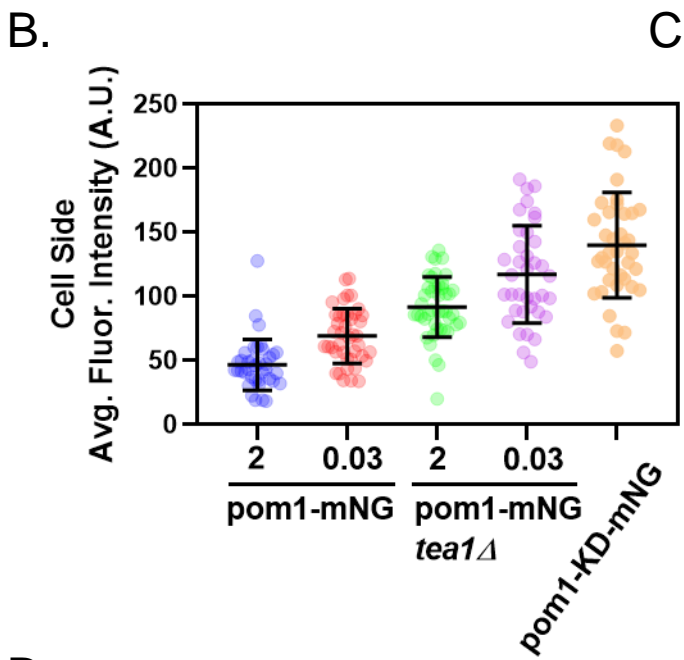 B.
C
Cell Side
Avg. Fluor. Intensity (A.U.)
250
200
150
100
50
0
2 0.03 2 0.03
pom1-mNG pom1-mNG
tea1Δ
pom1-KD-mNG